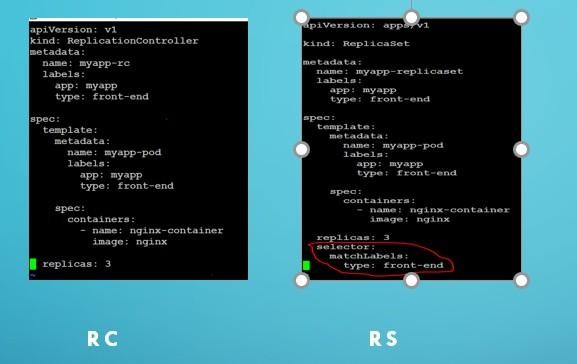 apiVersion: v1
kind: ReplicationController
metadata:
  name: myapp-rc
  labels:
    app: myapp
    type: front-end

spec:
  template:
    metadata:
      name: myapp-pod
      labels:
        app: myapp
        type: front-end

    spec:
      containers:
        - name: nginx-container
          image: nginx

  replicas: 3
~
RC
apiVersion: apps/v1

kind: ReplicaSet

metadata:
  name: myapp-replicaset
  labels:
    app: myapp
    type: front-end

spec:
  template:
    metadata:
      name: myapp-pod
      labels:
        app: myapp
        type: front-end

    spec:
      containers:
        - name: nginx-container
          image: nginx

  replicas: 3
  selector:
    matchLabels:
      type: front-end
RS